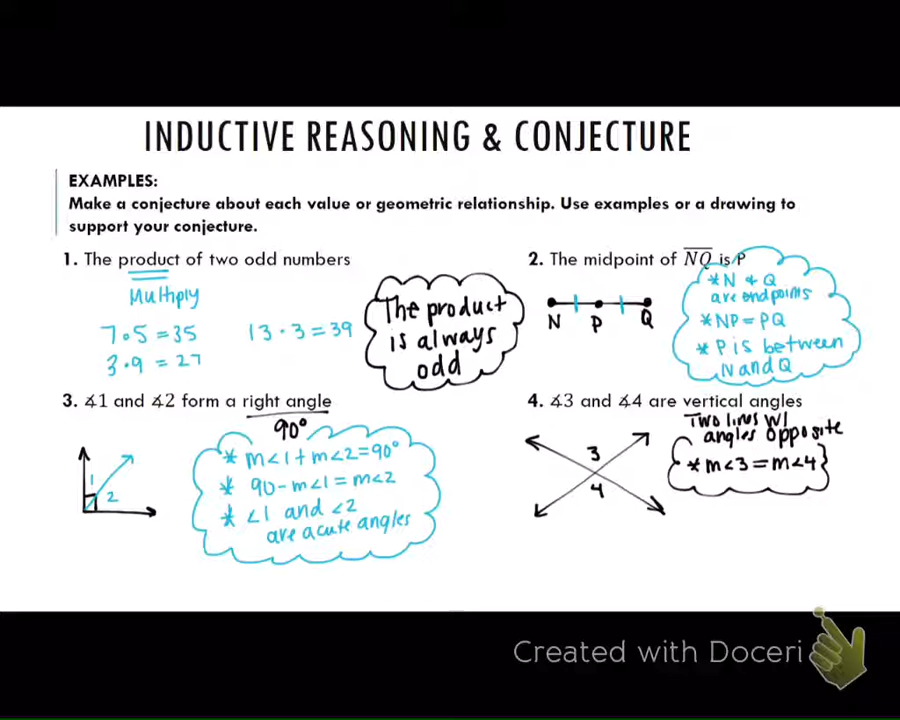 INDUCTIVE REASONING & CONJECTURE
EXAMPLES:
Make a conjecture about each value or geometric relationship. Use examples or a drawing to
support your conjecture.
1. The product of two odd numbers
Multiply
7•5 = 35
3•9 = 27
13 • 3 = 39
The product
is always
odd
2. The midpoint of NQ is P
N P Q
*N & Q
are endpoints
*NP = PQ
* P is between
N and Q
3. ∡1 and ∡2 form a right angle
90°
1
2
* m∠1 + m∠2 = 90°
* 90 - m∠1 = m∠2
* ∠1 and ∠2
are acute angles
4. ∡3 and ∡4 are vertical angles
Two lines w/
angles opposite
* m∠3 = m∠4
3
4
Created with Doceri